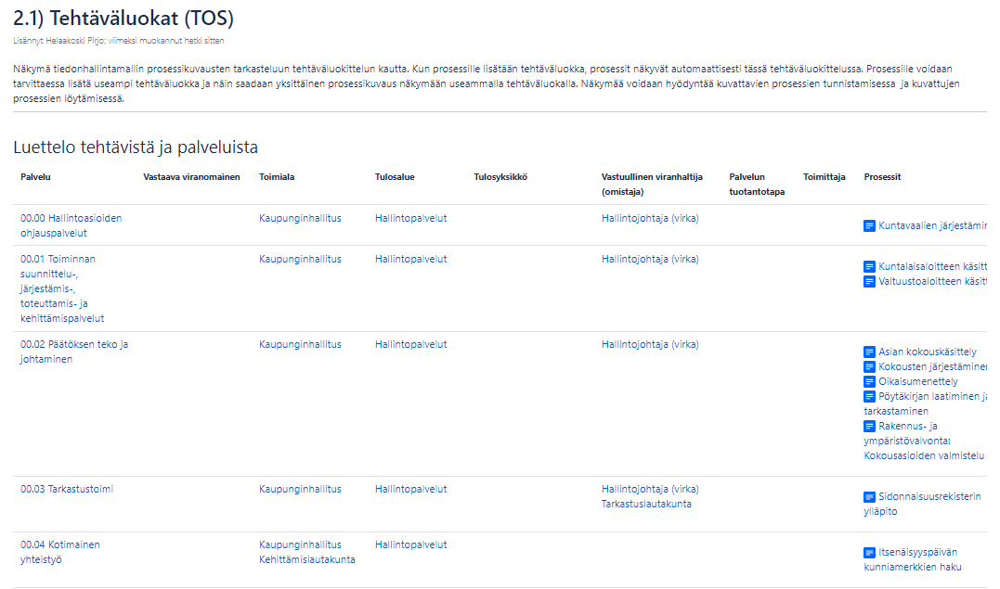 2.1) Tehtäväluokat (TOS)
Lisännyt Helaakoski Pirjo; viimeksi muokannut hetki sitten
Näkymä tiedonhallintamallin prosessikuvausten tarkasteluun tehtäväluokittelun kautta. Kun prosessille lisätään tehtäväluokka, prosessit näkyvät automaattisesti tässä tehtäväluokittelussa. Prosessille voidaan
tarvittaessa lisätä useampi tehtäväluokka ja näin saadaan yksittäinen prosessikuvaus näkymään useammalla tehtäväluokalla. Näkymää voidaan hyödyntää kuvattavien prosessien tunnistamisessa ja kuvattujen
prosessien löytämisessä.
Luettelo tehtävistä ja palveluista
Palvelu Vastaava viranomainen Toimiala Tulosalue Tulosyksikkö Vastuullinen viranhaltija Palvelun Toimittaja Prosessit
(omistaja) tuotantotapa
00.00 Hallintoasioiden Kaupunginhallitus Hallintopalvelut Hallintojohtaja (virka)
Kuntavaalien järjestämin
ohjauspalvelut
00.01 Toiminnan Kaupunginhallitus Hallintopalvelut Hallintojohtaja (virka)
Kuntalaisaloitteen käsitt
suunnittelu-,
Valtuustoaloitteen käsitt
järjestämis-,
toteuttamis- ja
kehittämispalvelut
00.02 Päätöksen teko ja Kaupunginhallitus Hallintopalvelut Hallintojohtaja (virka)
Asian kokouskäsittely
johtaminen
Kokousten järjestäminen
Oikaisumenettely
Pöytäkirjan laatiminen ja
tarkastaminen
Rakennus- ja
ympäristövalvonta:
Kokousasioiden valmistelu
00.03 Tarkastustoimi Kaupunginhallitus Hallintopalvelut Hallintojohtaja (virka)
Sidonnaisuusrekisterin
Tarkastuslautakunta
ylläpito
00.04 Kotimainen Kaupunginhallitus Hallintopalvelut
Itsenäisyyspäivän
yhteistyö Kehittämislautakunta
kunniamerkkien haku